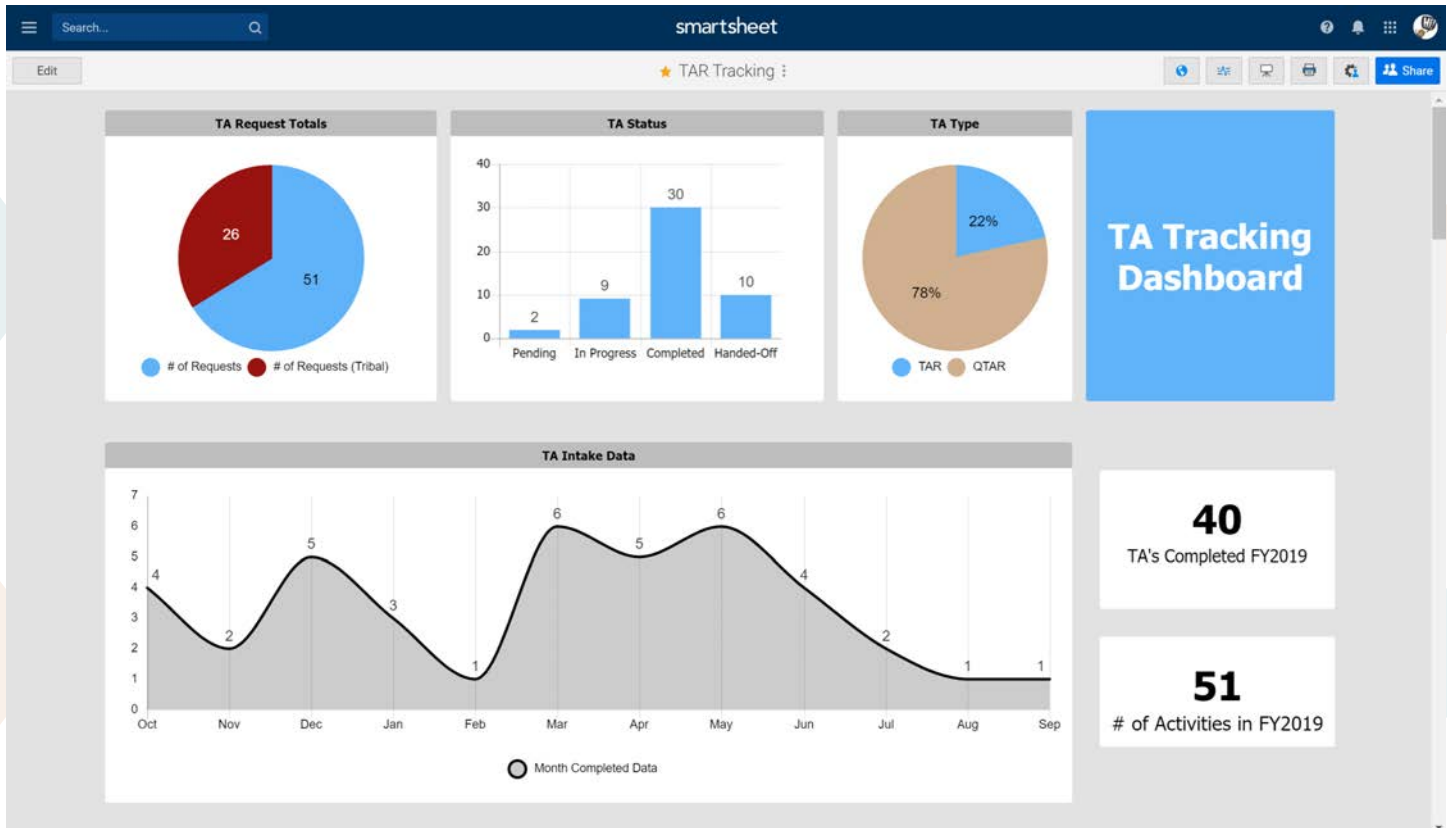 Search...
smartsheet
Edit
TAR Tracking
Share
TA Request Totals
26
51
# of Requests
# of Requests (Tribal)
TA Status
40
30
20
10
0
2
9
30
10
Pending
In Progress
Completed
Handed-Off
TA Type
22%
78%
TAR
QTAR
TA Tracking
Dashboard
TA Intake Data
7
6
5
4
3
2
1
0
4
2
5
3
1
6
5
6
4
2
1
1
Oct
Nov
Dec
Jan
Feb
Mar
Apr
May
Jun
Jul
Aug
Sep
Month Completed Data
40
TA's Completed FY2019
51
# of Activities in FY2019